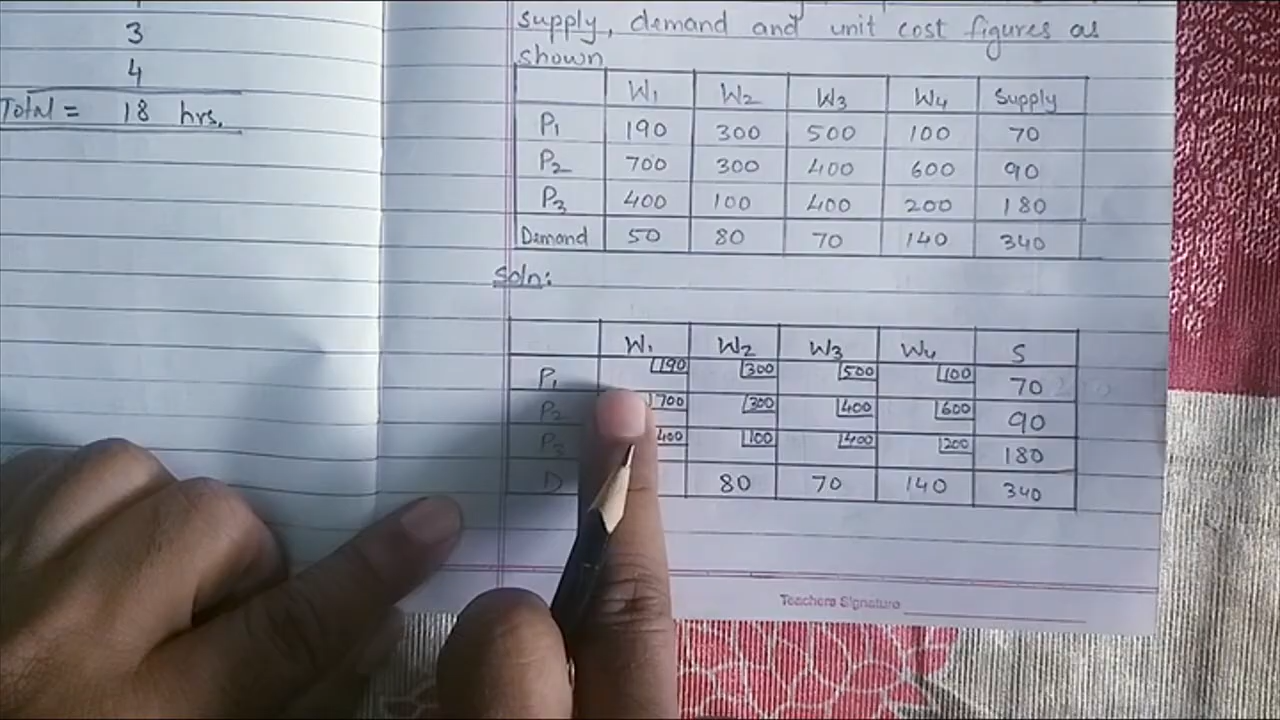 3
4
Total = 18 hrs.
supply, demand and unit cost figures as
shown
W1 W2 W3 W4 Supply
P1 190 300 500 100 70
P2 700 300 400 600 90
P3 400 100 400 200 180
Demand 50 80 70 140 340
Soln:
W1 W2 W3 W4 S
P1 190 300 500 100 70
P2 700 300 400 600 90
P3 400 100 400 200 180
D 80 70 140 340
Teachers Signature